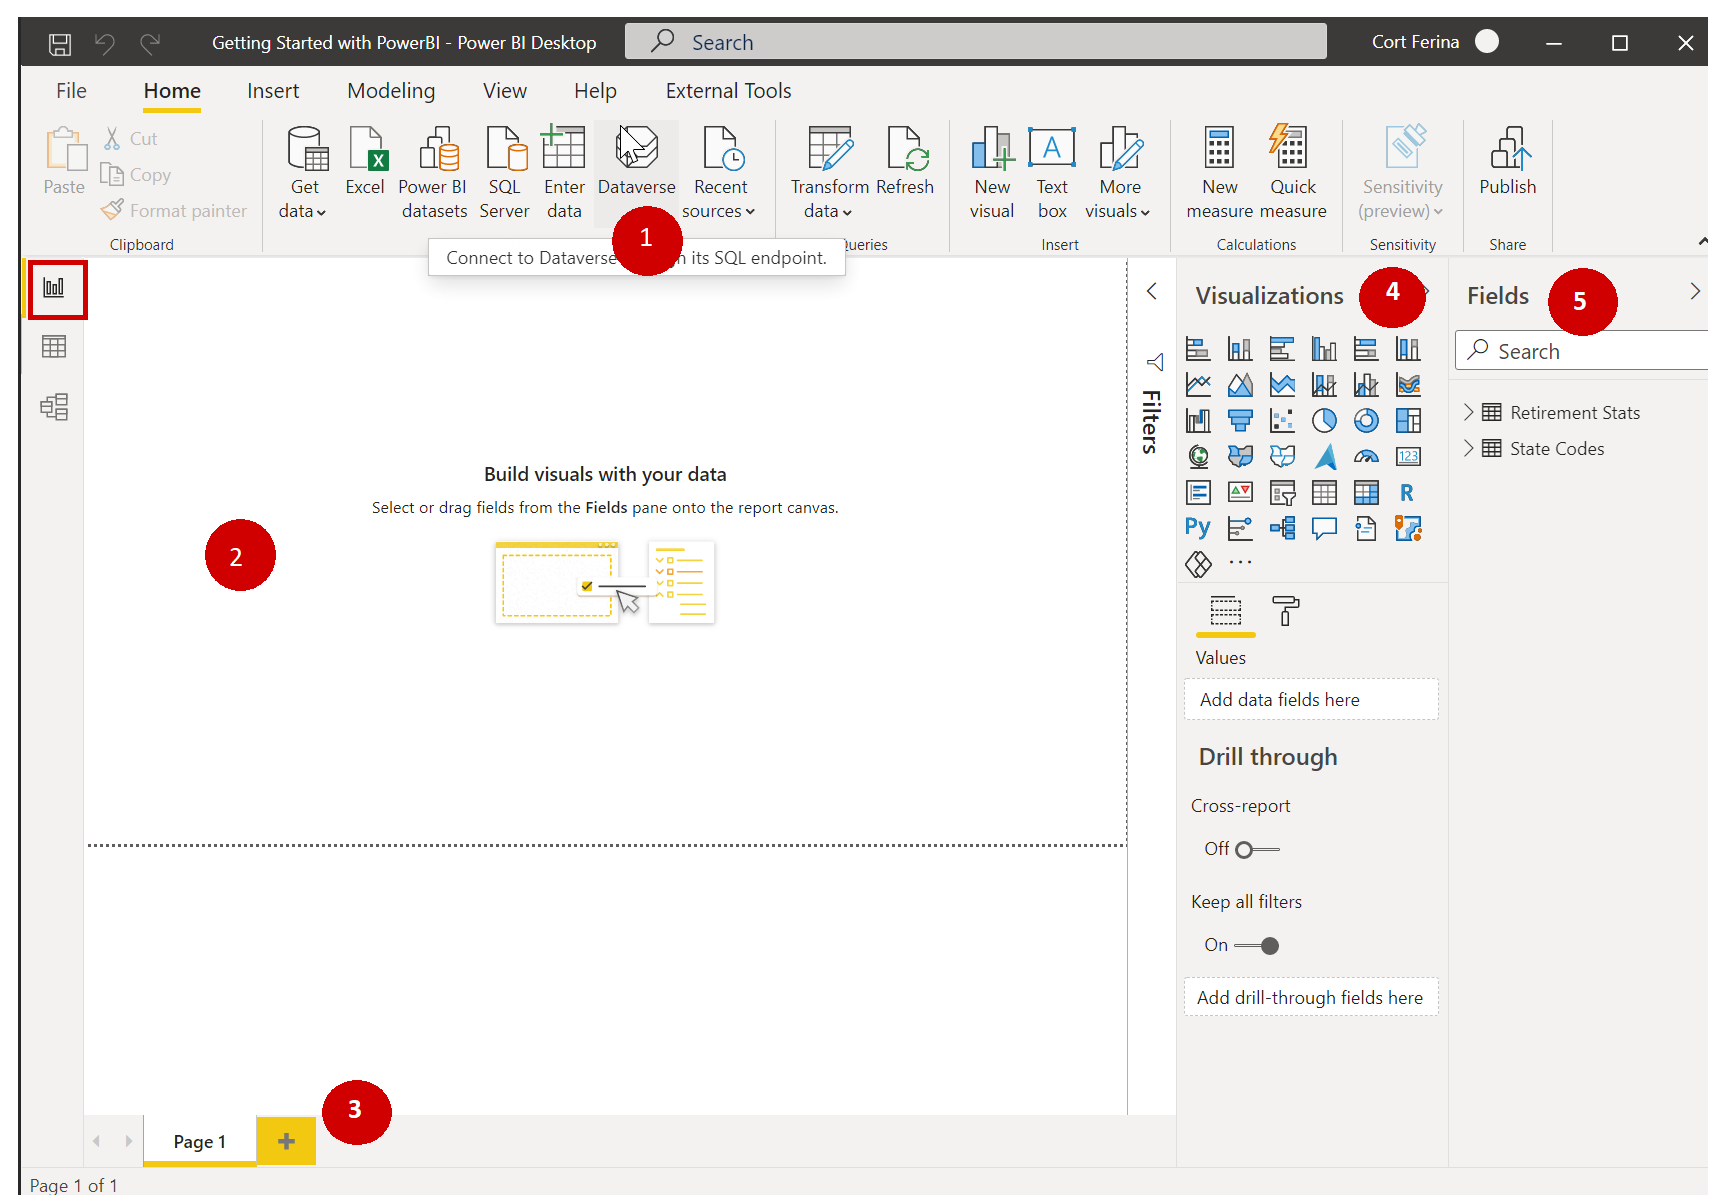 Getting Started with PowerBI - Power BI Desktop
Search
Cort Ferina
File
Home
Insert
Modeling
View
Help
External Tools
Paste
Cut
Copy
Format painter
Clipboard
Get
data
Excel
Power BI
datasets
SQL
Server
Enter
data
Dataverse
Recent
sources
Transform
data
Refresh
ueries
New
visual
A
Text
box
More
visuals
Insert
New
measure
Quick
measure
Calculations
Sensitivity
(preview)
Sensitivity
Publish
Share
1
Connect to Dataverse n its SQL endpoint.
Build visuals with your data
Select or drag fields from the Fields pane onto the report canvas.
2
3
Page 1
Page 1 of 1
Filters
Visualizations
4
123
R
Py
Values
Add data fields here
Drill through
Cross-report
Off
Keep all filters
On
Add drill-through fields here
Fields
5
Search
Retirement Stats
State Codes